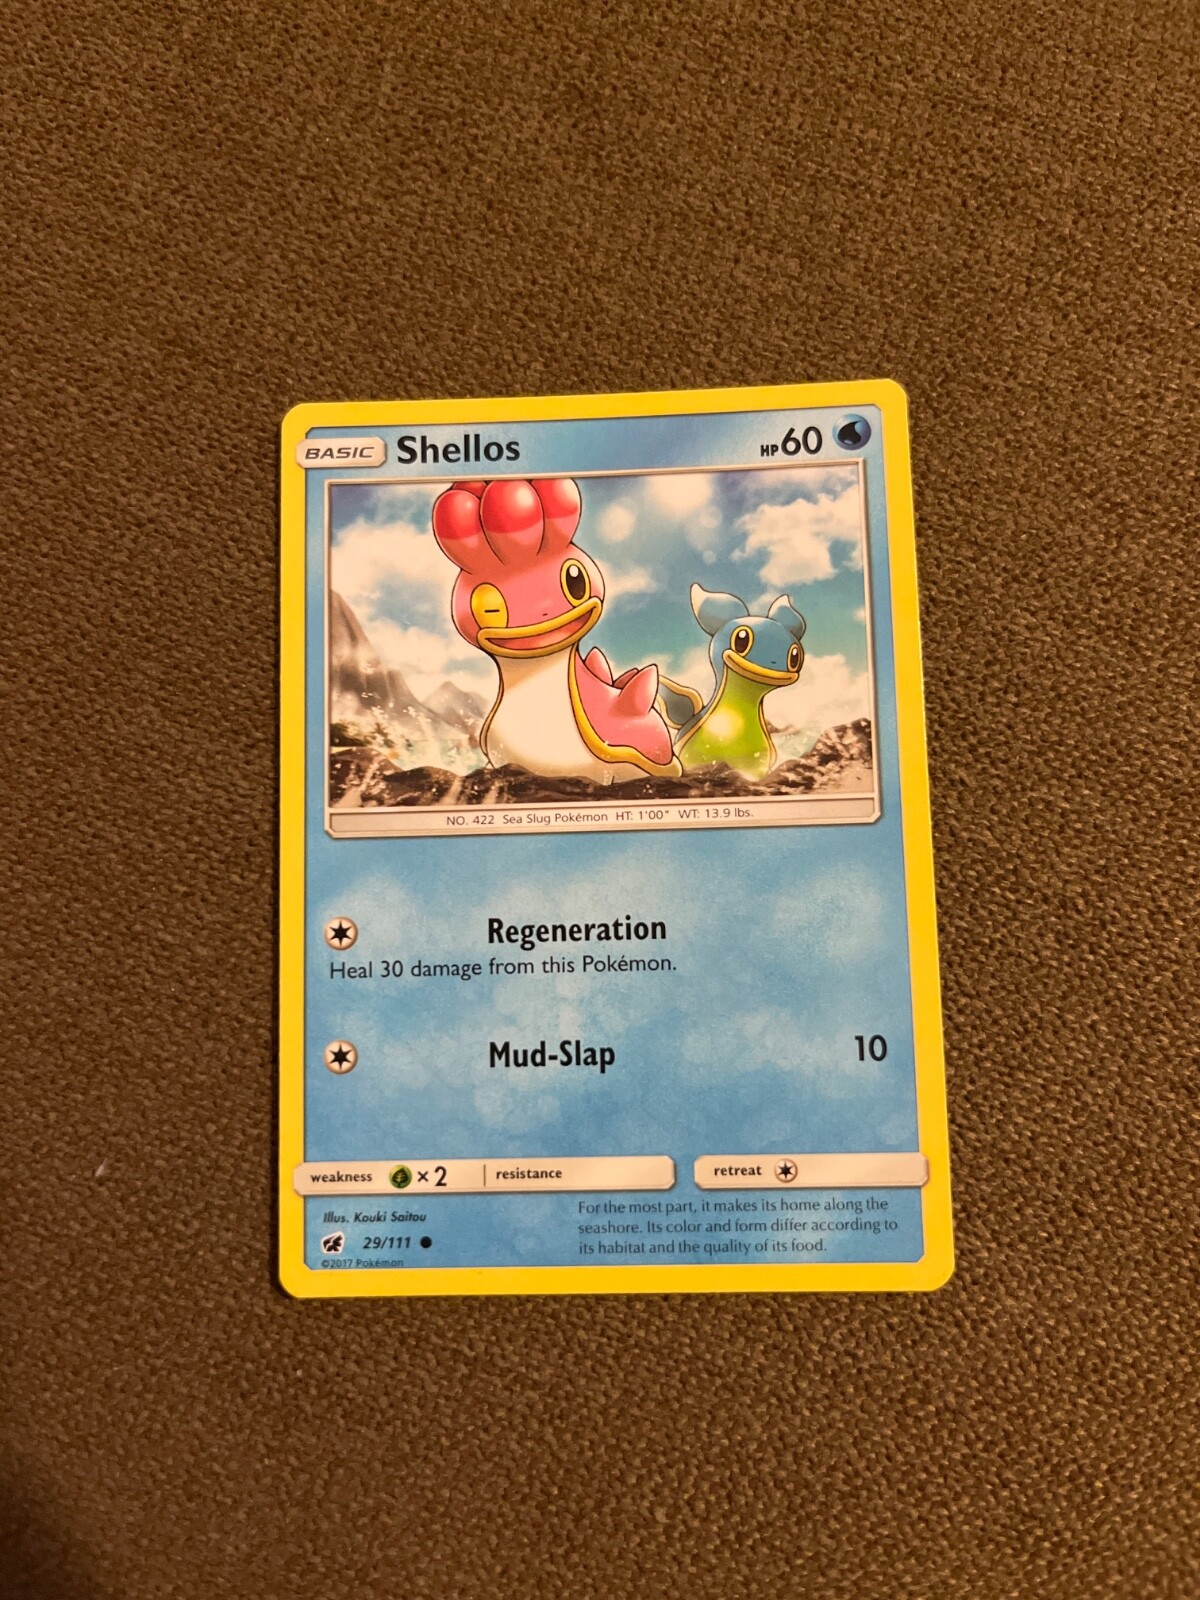 BASIC Shellos HP 60
NO. 422 Sea Slug Pokémon HT: 1'00" WT: 13.9 lbs.
Regeneration
Heal 30 damage from this Pokémon.
Mud-Slap 10
weakness × 2 resistance retreat
Illus. Kouki Saitou
29/111
©2017 Pokémon
For the most part, it makes its home along the
seashore. Its color and form differ according to
its habitat and the quality of its food.